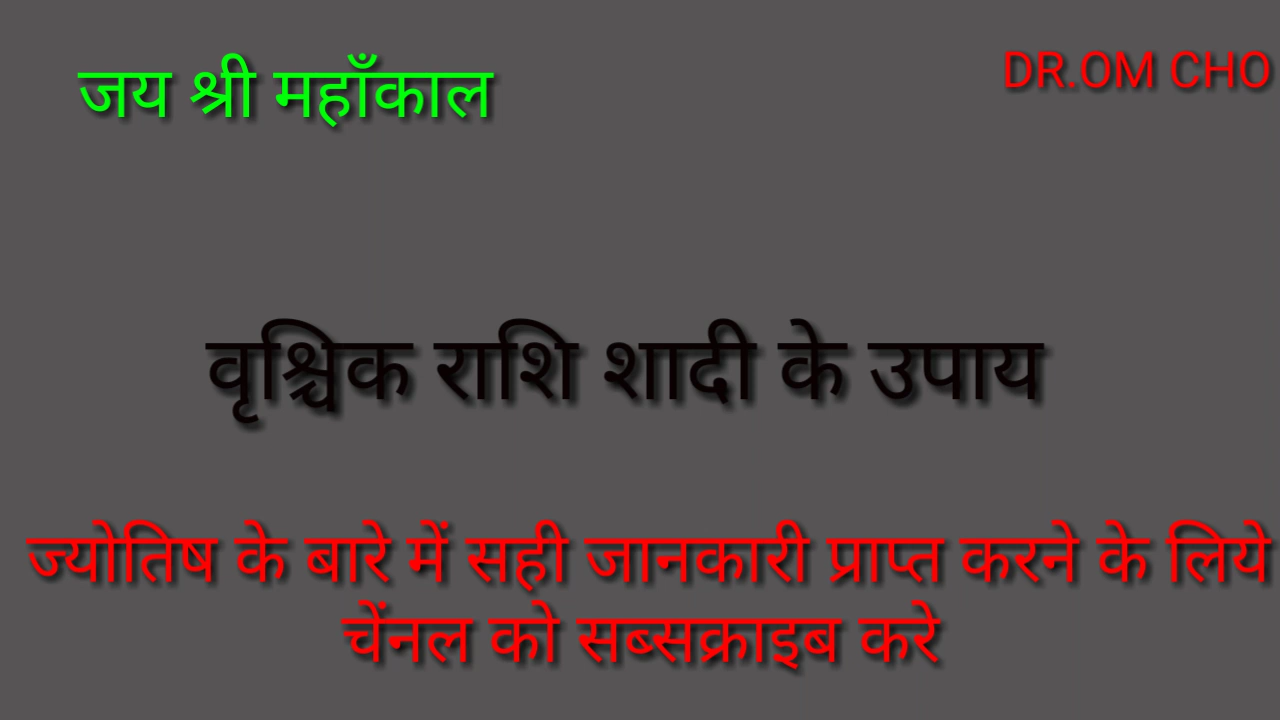 जय श्री महाँकाल
DR.OM CHO
वृश्चिक राशि शादी के उपाय
ज्योतिष के बारे में सही जानकारी प्राप्त करने के लिये
चेंनल को सब्सक्राइब करे